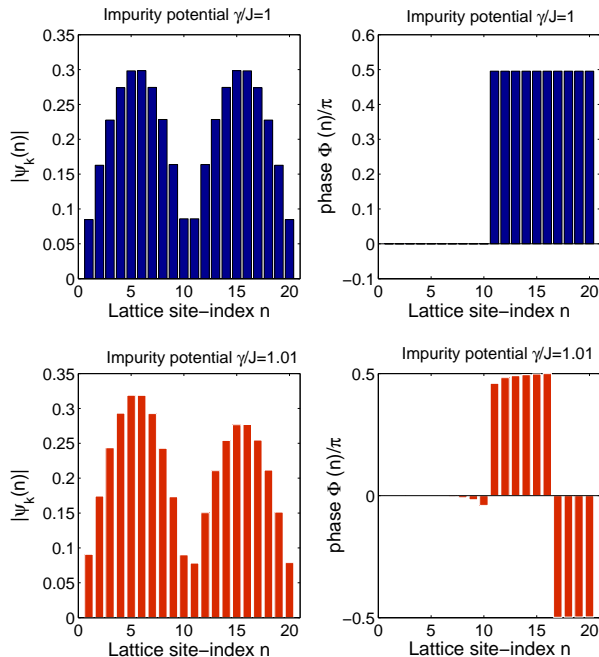 Impurity potential γ/J=1
0.35
0.3
0.25
0.2
0.15
0.1
0.05
0
|ψk(n)|
0 5 10 15 20
Lattice site−index n
Impurity potential γ/J=1
0.6
0.5
0.4
0.3
0.2
0.1
0
−0.1
phase Φ (n)/π
0 5 10 15 20
Lattice site−index n
Impurity potential γ/J=1.01
0.35
0.3
0.25
0.2
0.15
0.1
0.05
0
|ψk(n)|
0 5 10 15 20
Lattice site−index n
Impurity potential γ/J=1.01
0.5
0
−0.5
phase Φ (n)/π
0 5 10 15 20
Lattice site−index n